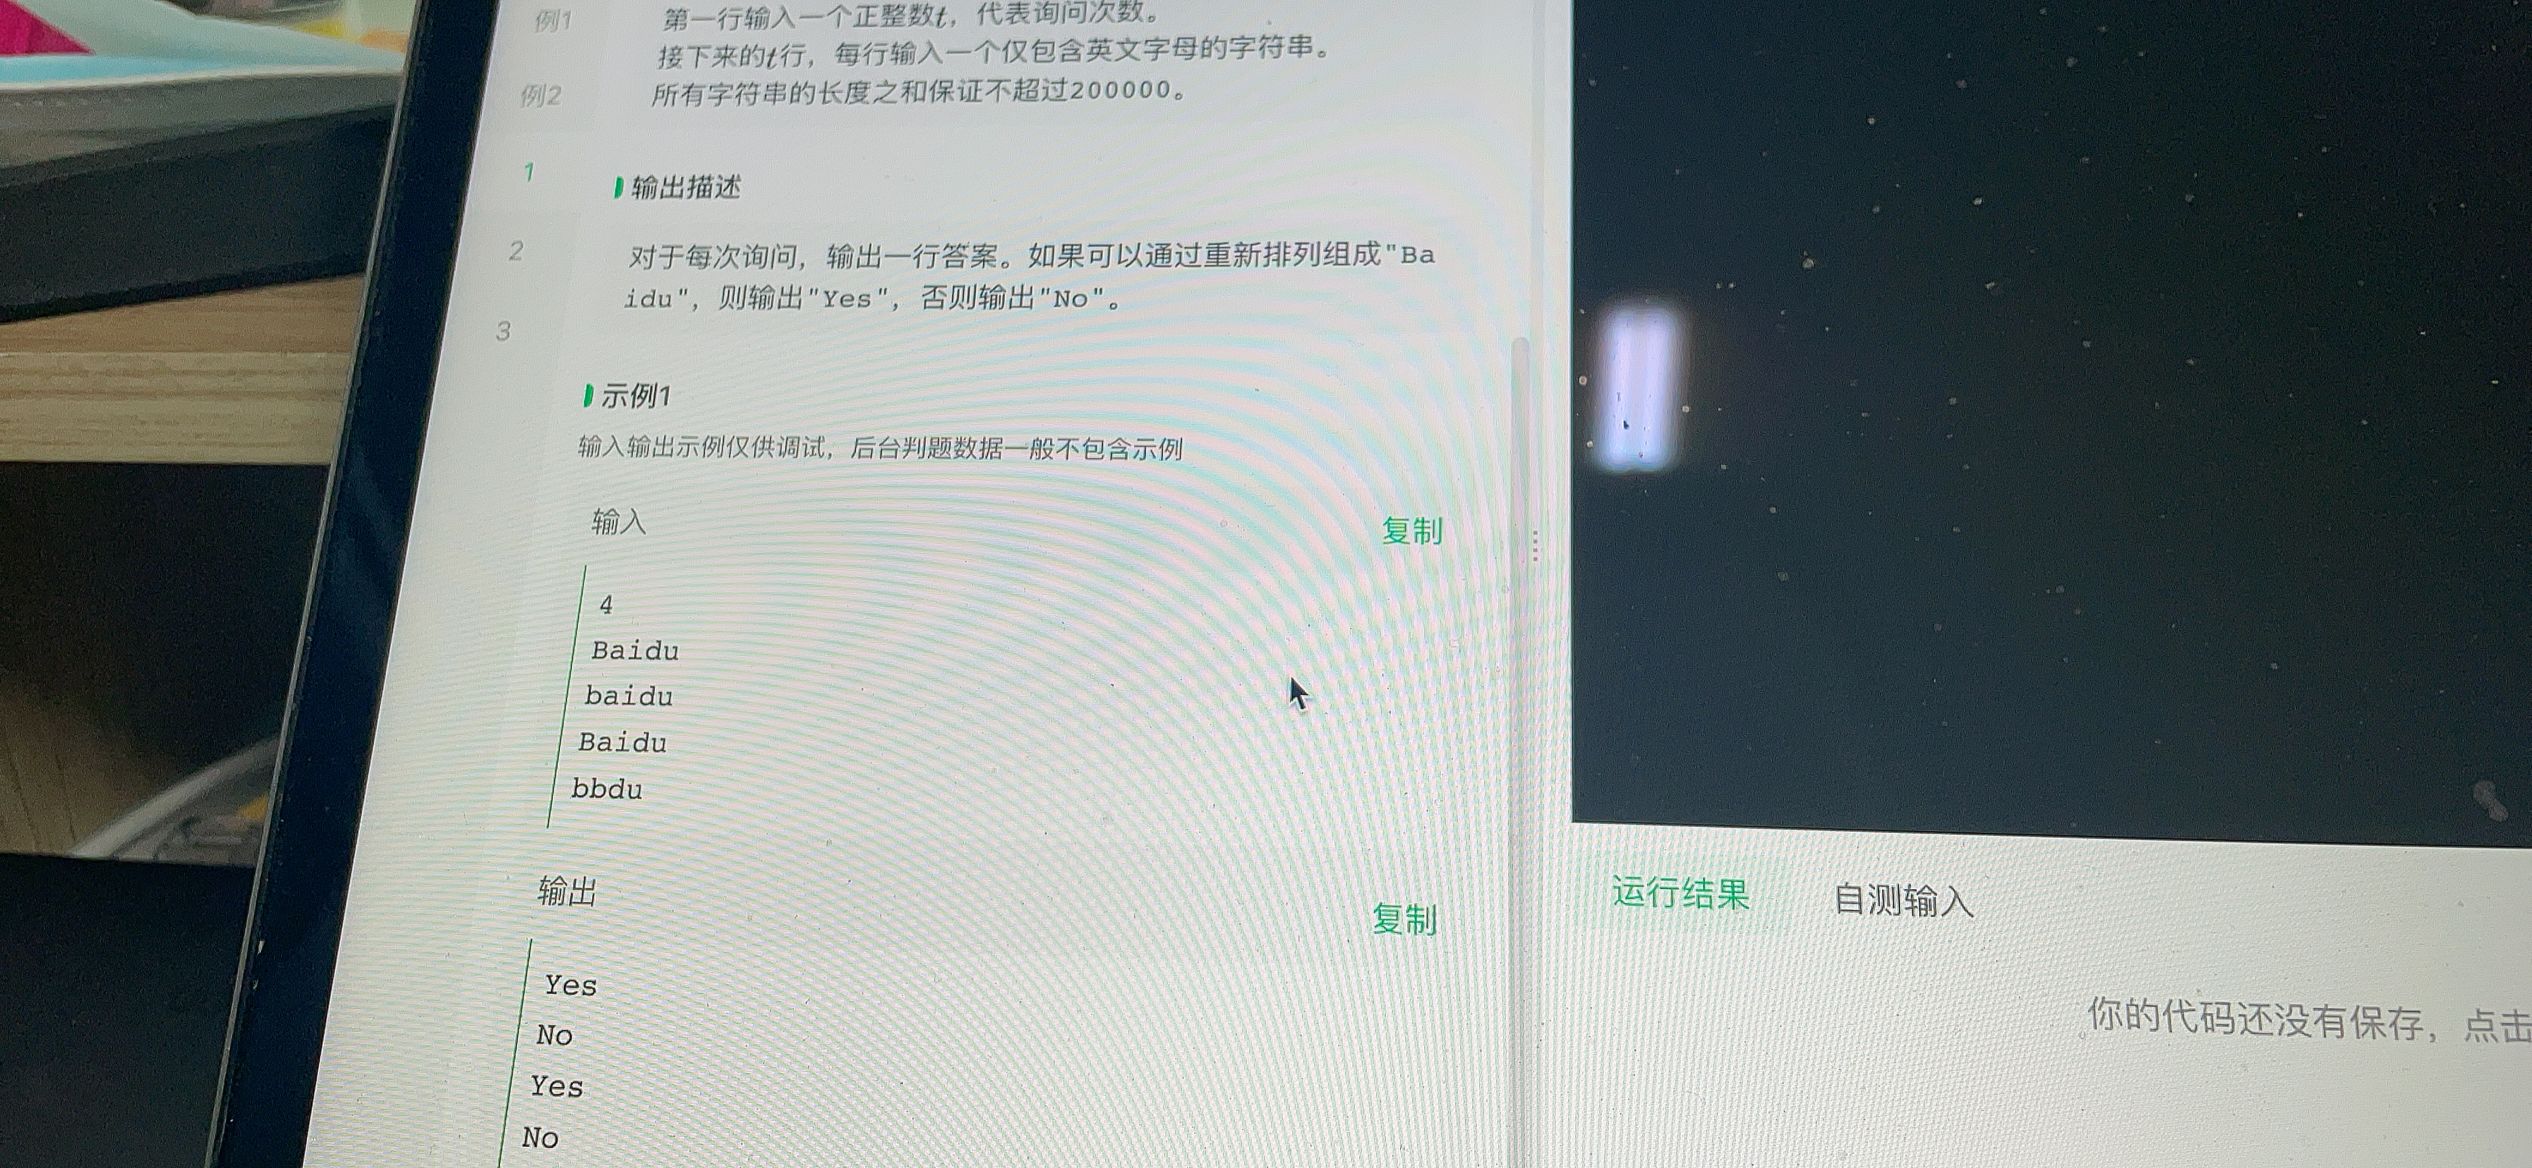 例1
第一行输入一个正整数t，代表询问次数。
接下来的t行，每行输入一个仅包含英文字母的字符串。
例2
所有字符串的长度之和保证不超过200000。
1
输出描述
2
对于每次询问，输出一行答案。如果可以通过重新排列组成"Ba
idu"，则输出"Yes"，否则输出"No"。
3
示例1
输入输出示例仅供调试，后台判题数据一般不包含示例
输入
复制
4
Baidu
baidu
Baidu
bbdu
输出
复制
Yes
No
Yes
No
运行结果
自测输入
你的代码还没有保存，点击